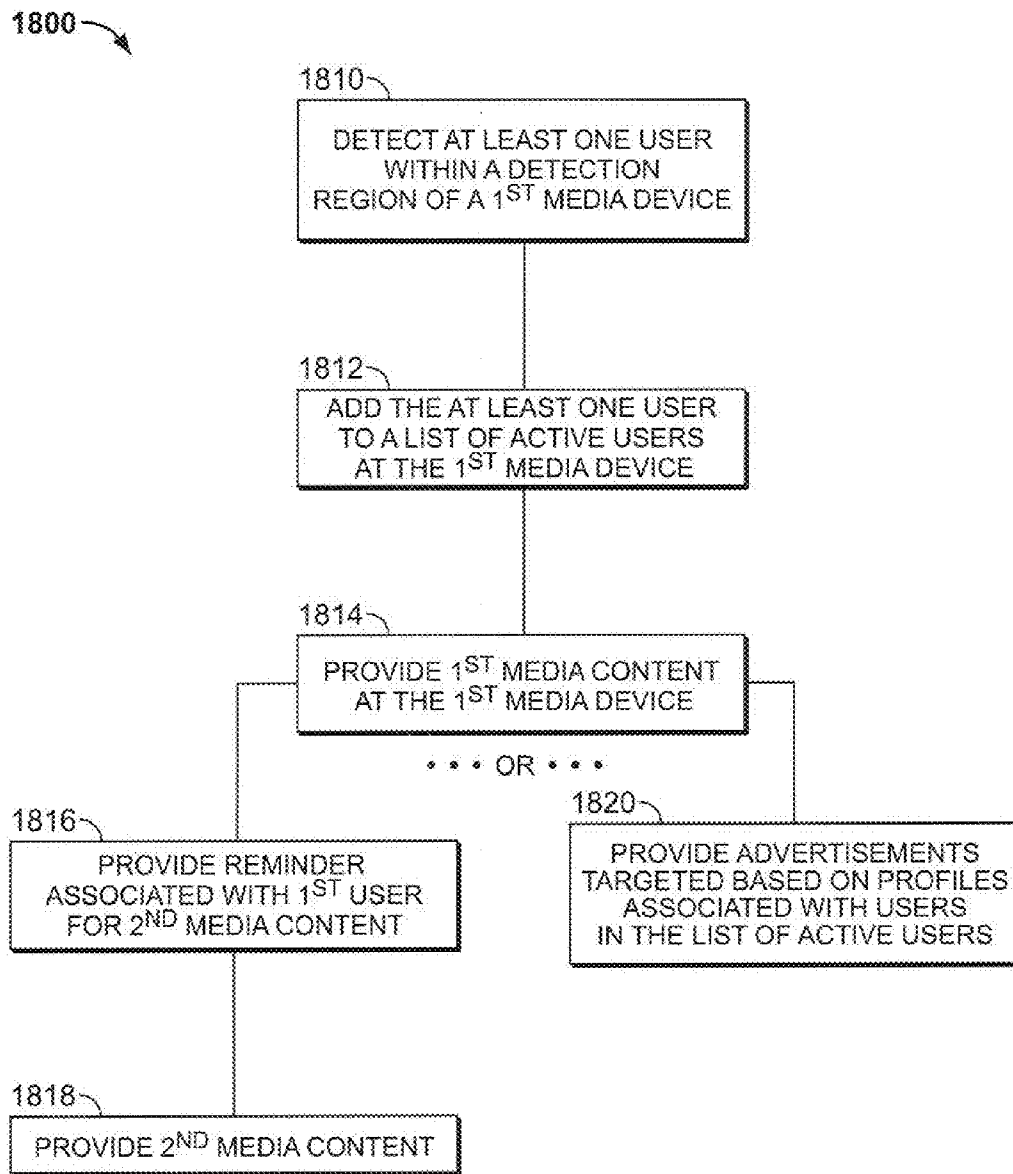 1800
1810
DETECT AT LEAST ONE USER
WITHIN A DETECTION
REGION OF A 1ST MEDIA DEVICE
1812
ADD THE AT LEAST ONE USER
TO A LIST OF ACTIVE USERS
AT THE 1ST MEDIA DEVICE
1814
PROVIDE 1ST MEDIA CONTENT
AT THE 1ST MEDIA DEVICE
• • • OR • • •
1816
PROVIDE REMINDER
ASSOCIATED WITH 1ST USER
FOR 2ND MEDIA CONTENT
1820
PROVIDE ADVERTISEMENTS
TARGETED BASED ON PROFILES
ASSOCIATED WITH USERS
IN THE LIST OF ACTIVE USERS
1818
PROVIDE 2ND MEDIA CONTENT